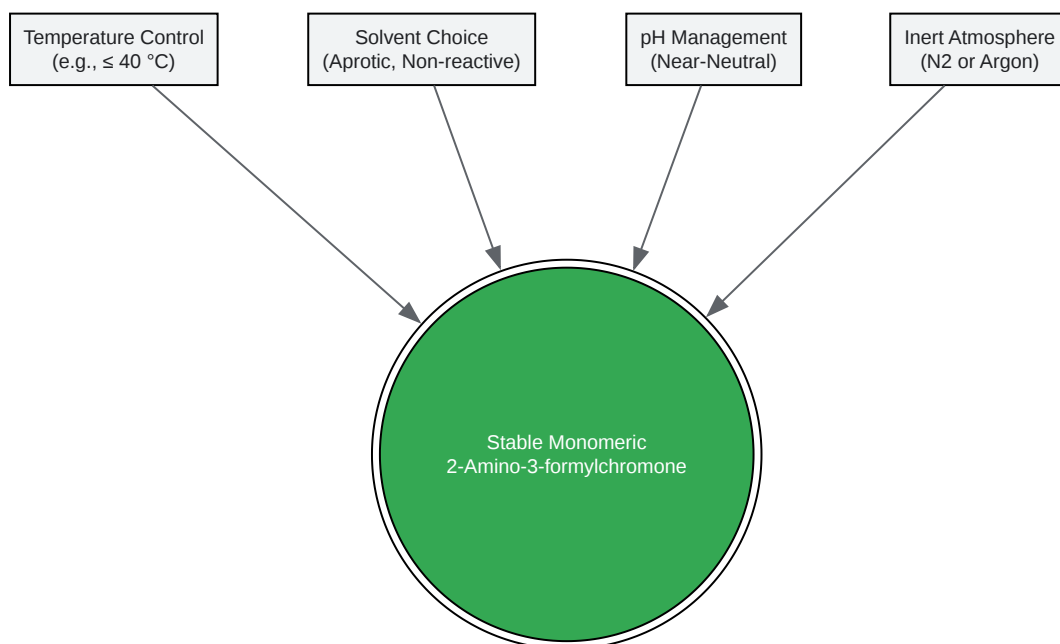 Temperature Control
(e.g., ≤ 40 °C)
Solvent Choice
(Aprotic, Non-reactive)
pH Management
(Near-Neutral)
Inert Atmosphere
(N2 or Argon)
Stable Monomeric
2-Amino-3-formylchromone